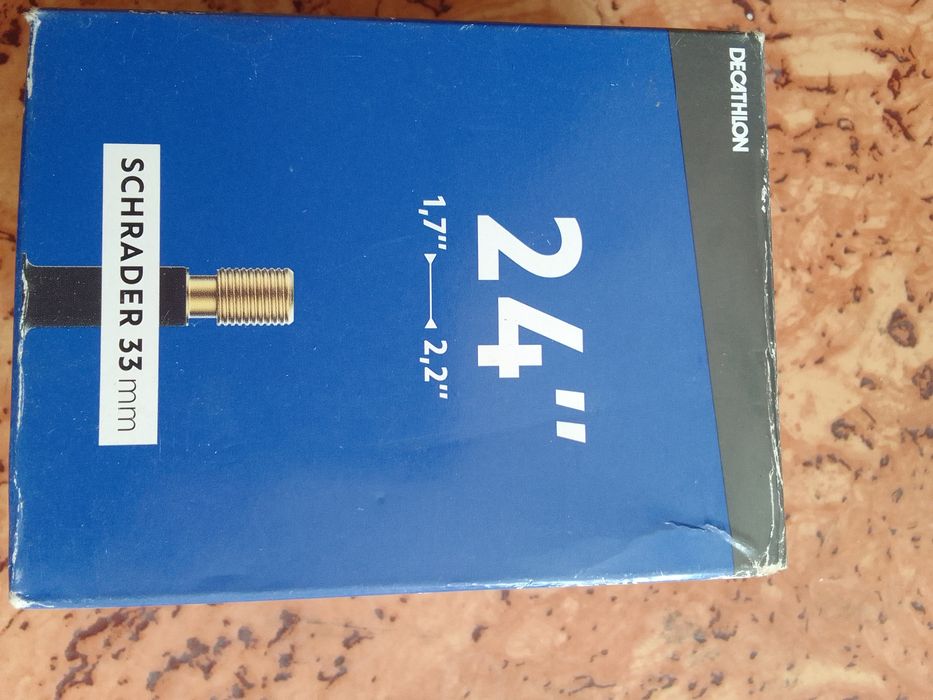 DECATHLON
24"
1,7" 2,2"
SCHRADER 33 mm